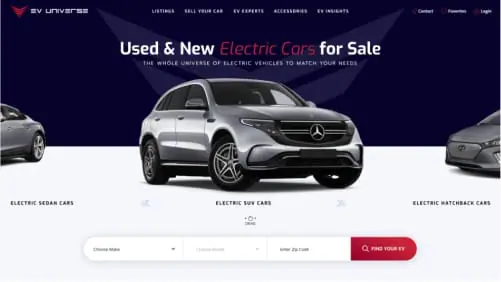 EV UNIVERSE
LISTINGS SELL YOUR CAR EV EXPERTS ACCESSORIES EV INSIGHTS
Contact Favorites Login
Used & New Electric Cars for Sale
THE WHOLE UNIVERSE OF ELECTRIC VEHICLES TO MATCH YOUR NEEDS
ELECTRIC SEDAN CARS
ELECTRIC SUV CARS
ELECTRIC HATCHBACK CARS
DRAG
Choose Make
Choose Model
Enter Zip Code
FIND YOUR EV